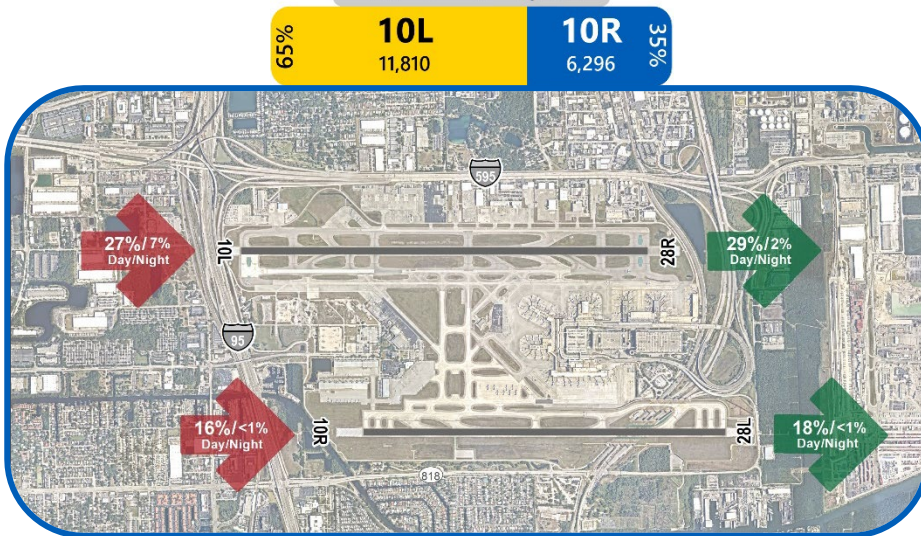 65%
10L
11,810
10R
6,296
35%
595
27%/7%
Day/Night
10L
28R
29%/2%
Day/Night
95
16%/<1%
Day/Night
10R
28L
18%/<1%
Day/Night
818